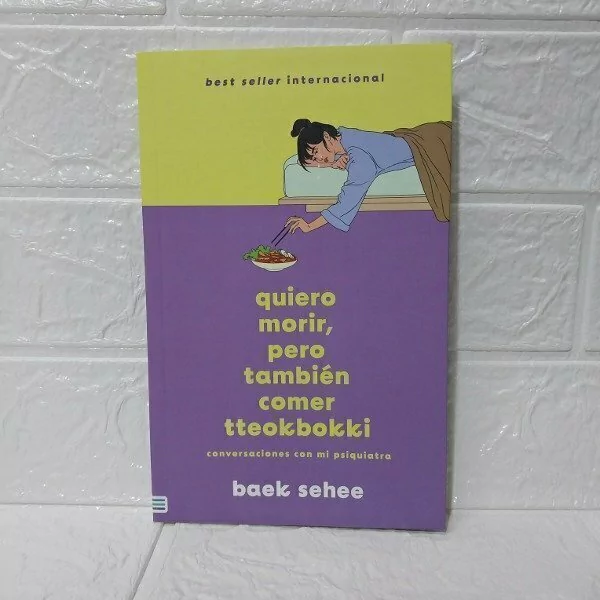 best seller internacional
quiero
morir,
pero
también
comer
tteokbokki
conversaciones con mi psiquiatra
baek sehee